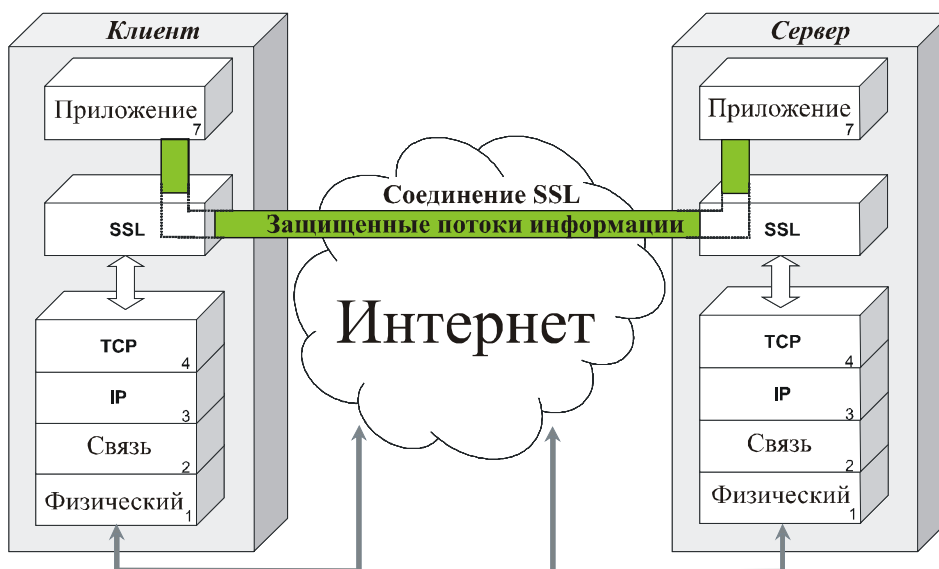 Клиент
Приложение
7
SSL
TCP
4
IP
3
Связь
2
Физический
1
Соединение SSL
Защищенные потоки информации
Интернет
Сервер
Приложение
7
SSL
TCP
4
IP
3
Связь
2
Физический
1